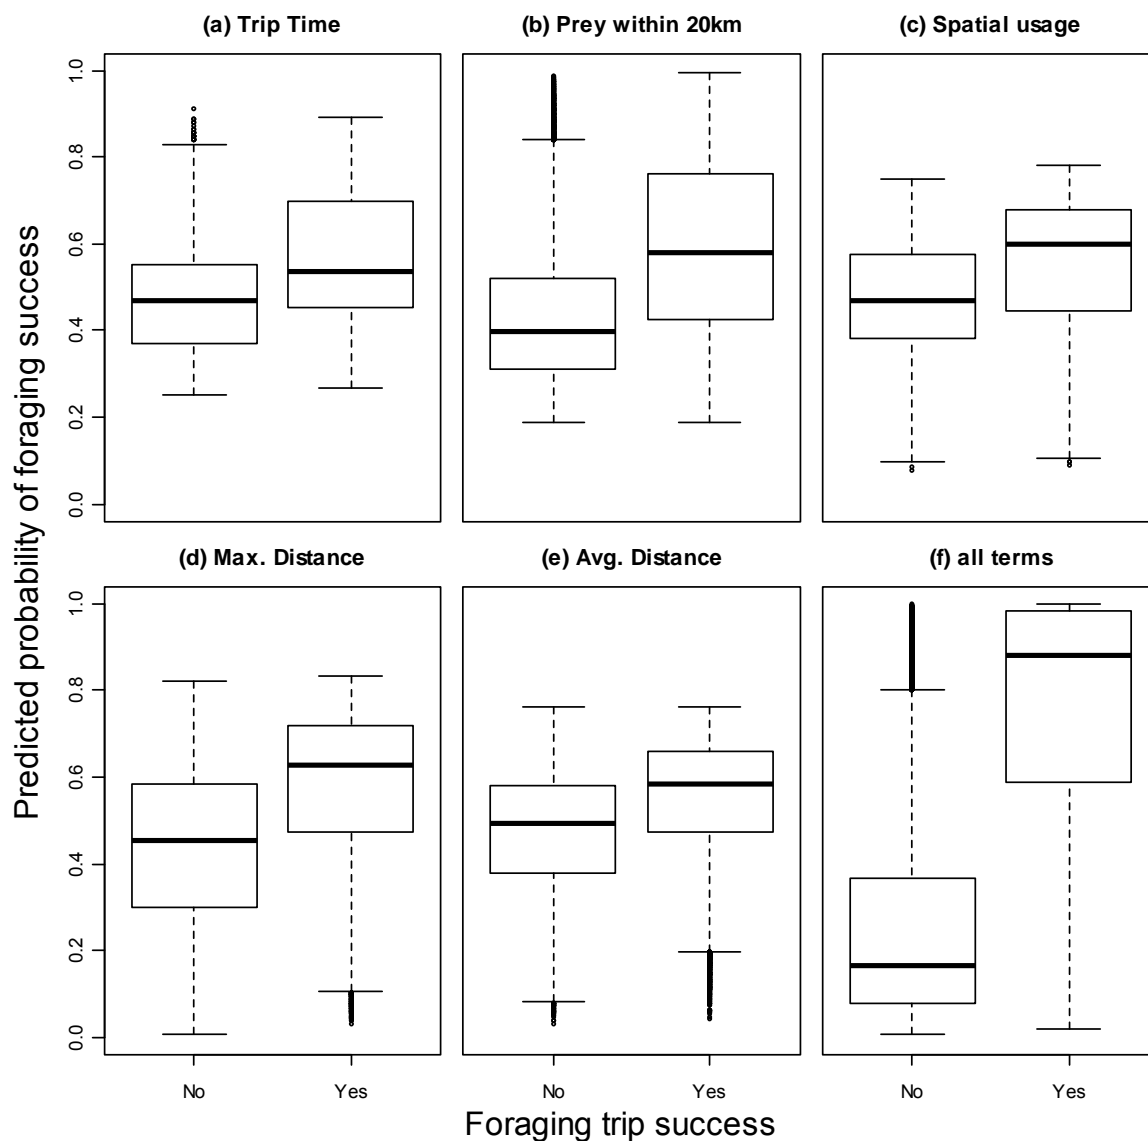 (a) Trip Time
(b) Prey within 20km
(c) Spatial usage
1.0
0.8
0.6
0.4
0.2
0.0
(d) Max. Distance
(e) Avg. Distance
(f) all terms
1.0
0.8
0.6
0.4
0.2
0.0
Predicted probability of foraging success
No
Yes
No
Yes
No
Yes
Foraging trip success